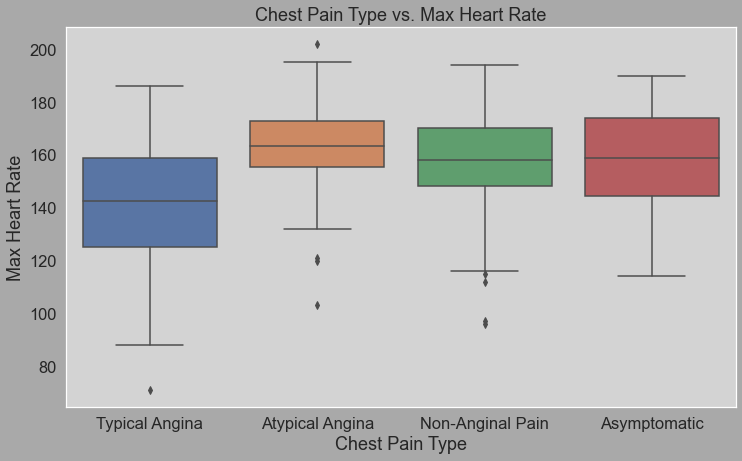 Chest Pain Type vs. Max Heart Rate
200
180
160
140
120
100
80
Max Heart Rate
Typical Angina
Atypical Angina
Non-Anginal Pain
Asymptomatic
Chest Pain Type